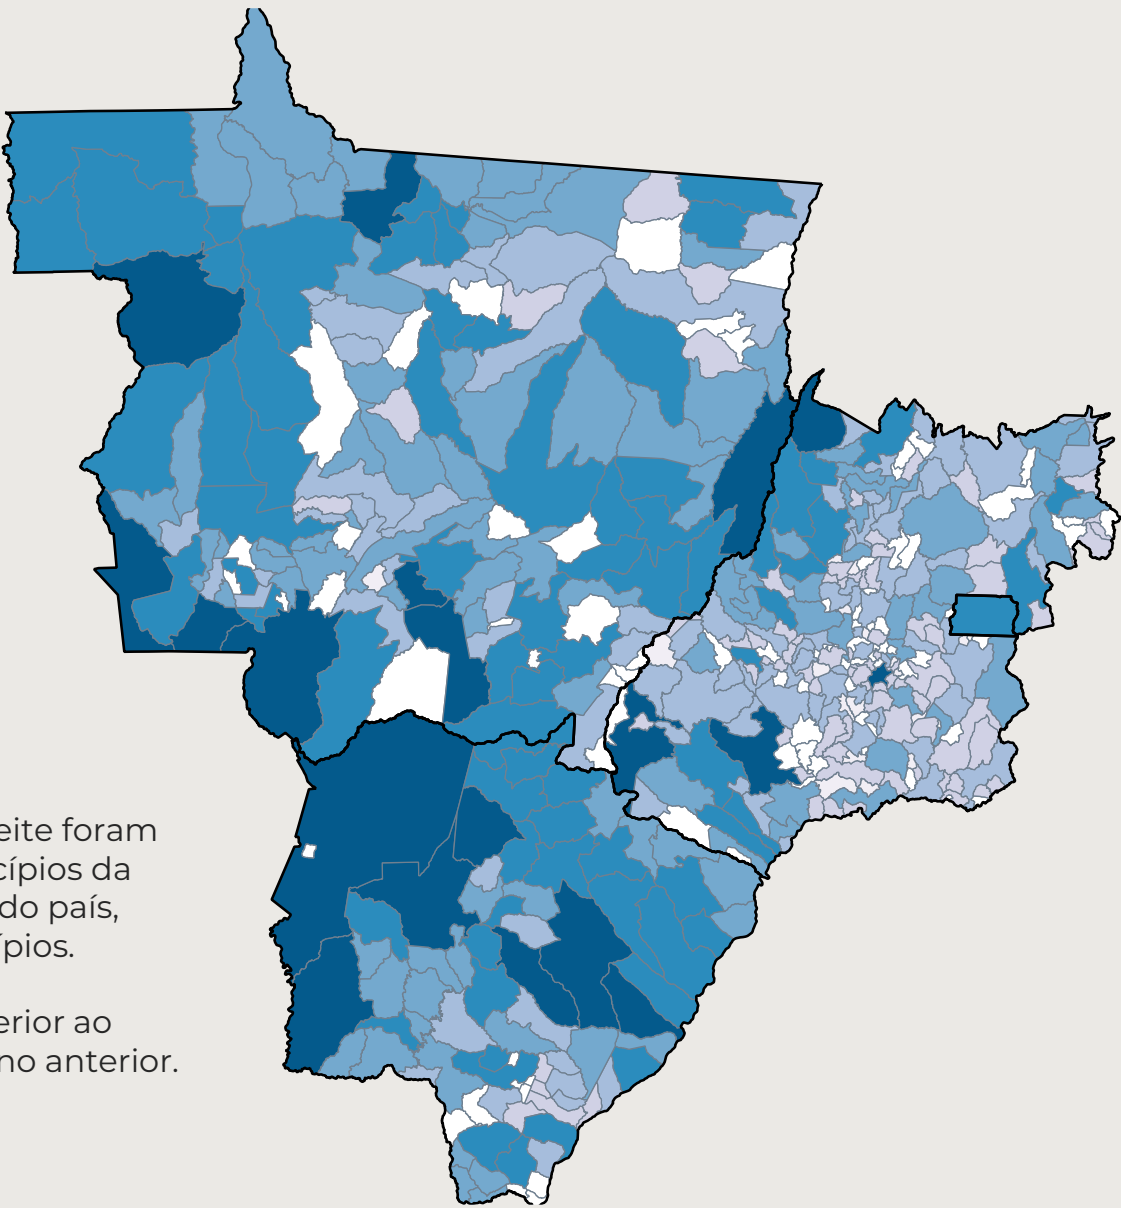 eite foram
cípios da
do país,
ípios.
erior ao
no anterior.